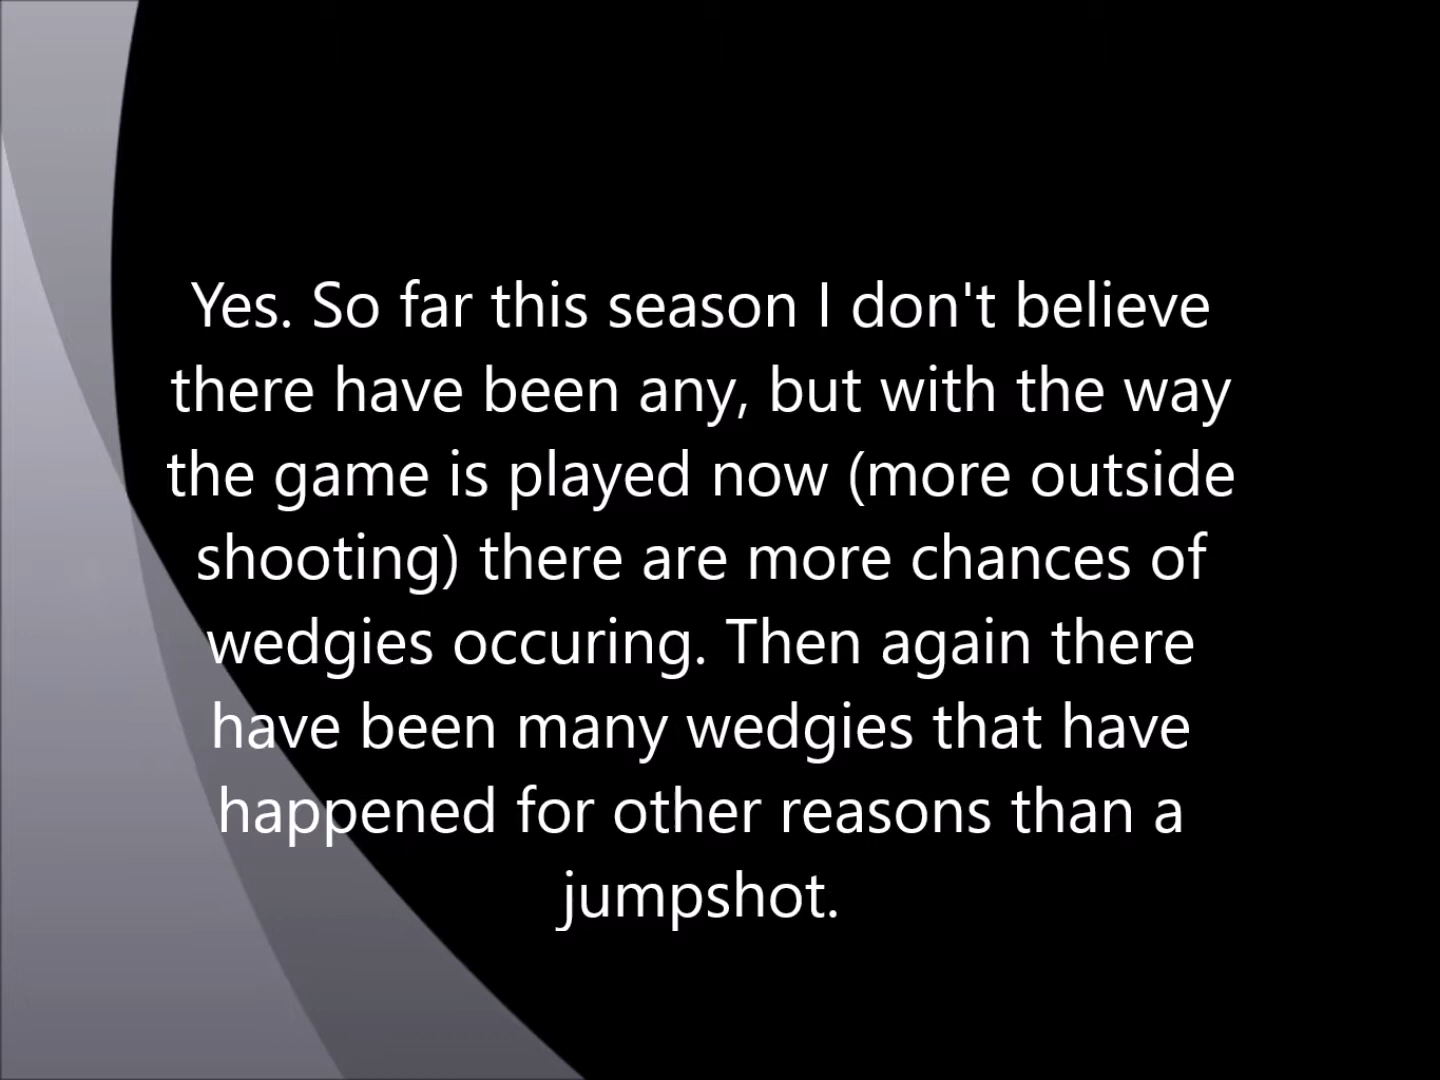 Yes. So far this season I don't believe
there have been any, but with the way
the game is played now (more outside
shooting) there are more chances of
wedgies occuring. Then again there
have been many wedgies that have
happened for other reasons than a
jumpshot.